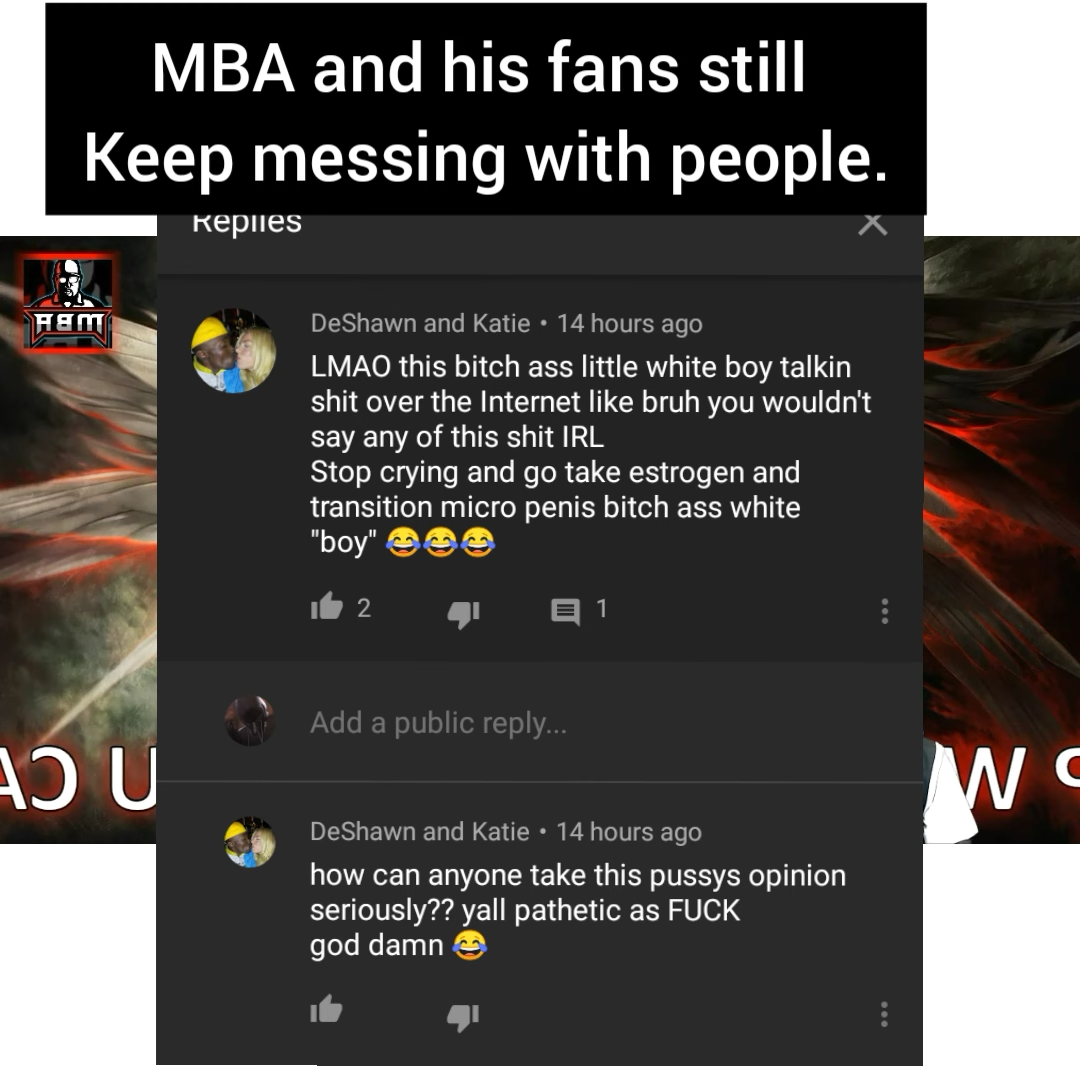 MBA and his fans still
Keep messing with people.
Replies
MBA
DeShawn and Katie • 14 hours ago
LMAO this bitch ass little white boy talkin
shit over the Internet like bruh you wouldn't
say any of this shit IRL
Stop crying and go take estrogen and
transition micro penis bitch ass white
"boy" 😂😂😂
2
1
Add a public reply...
DeShawn and Katie • 14 hours ago
how can anyone take this pussys opinion
seriously?? yall pathetic as FUCK
god damn 😂